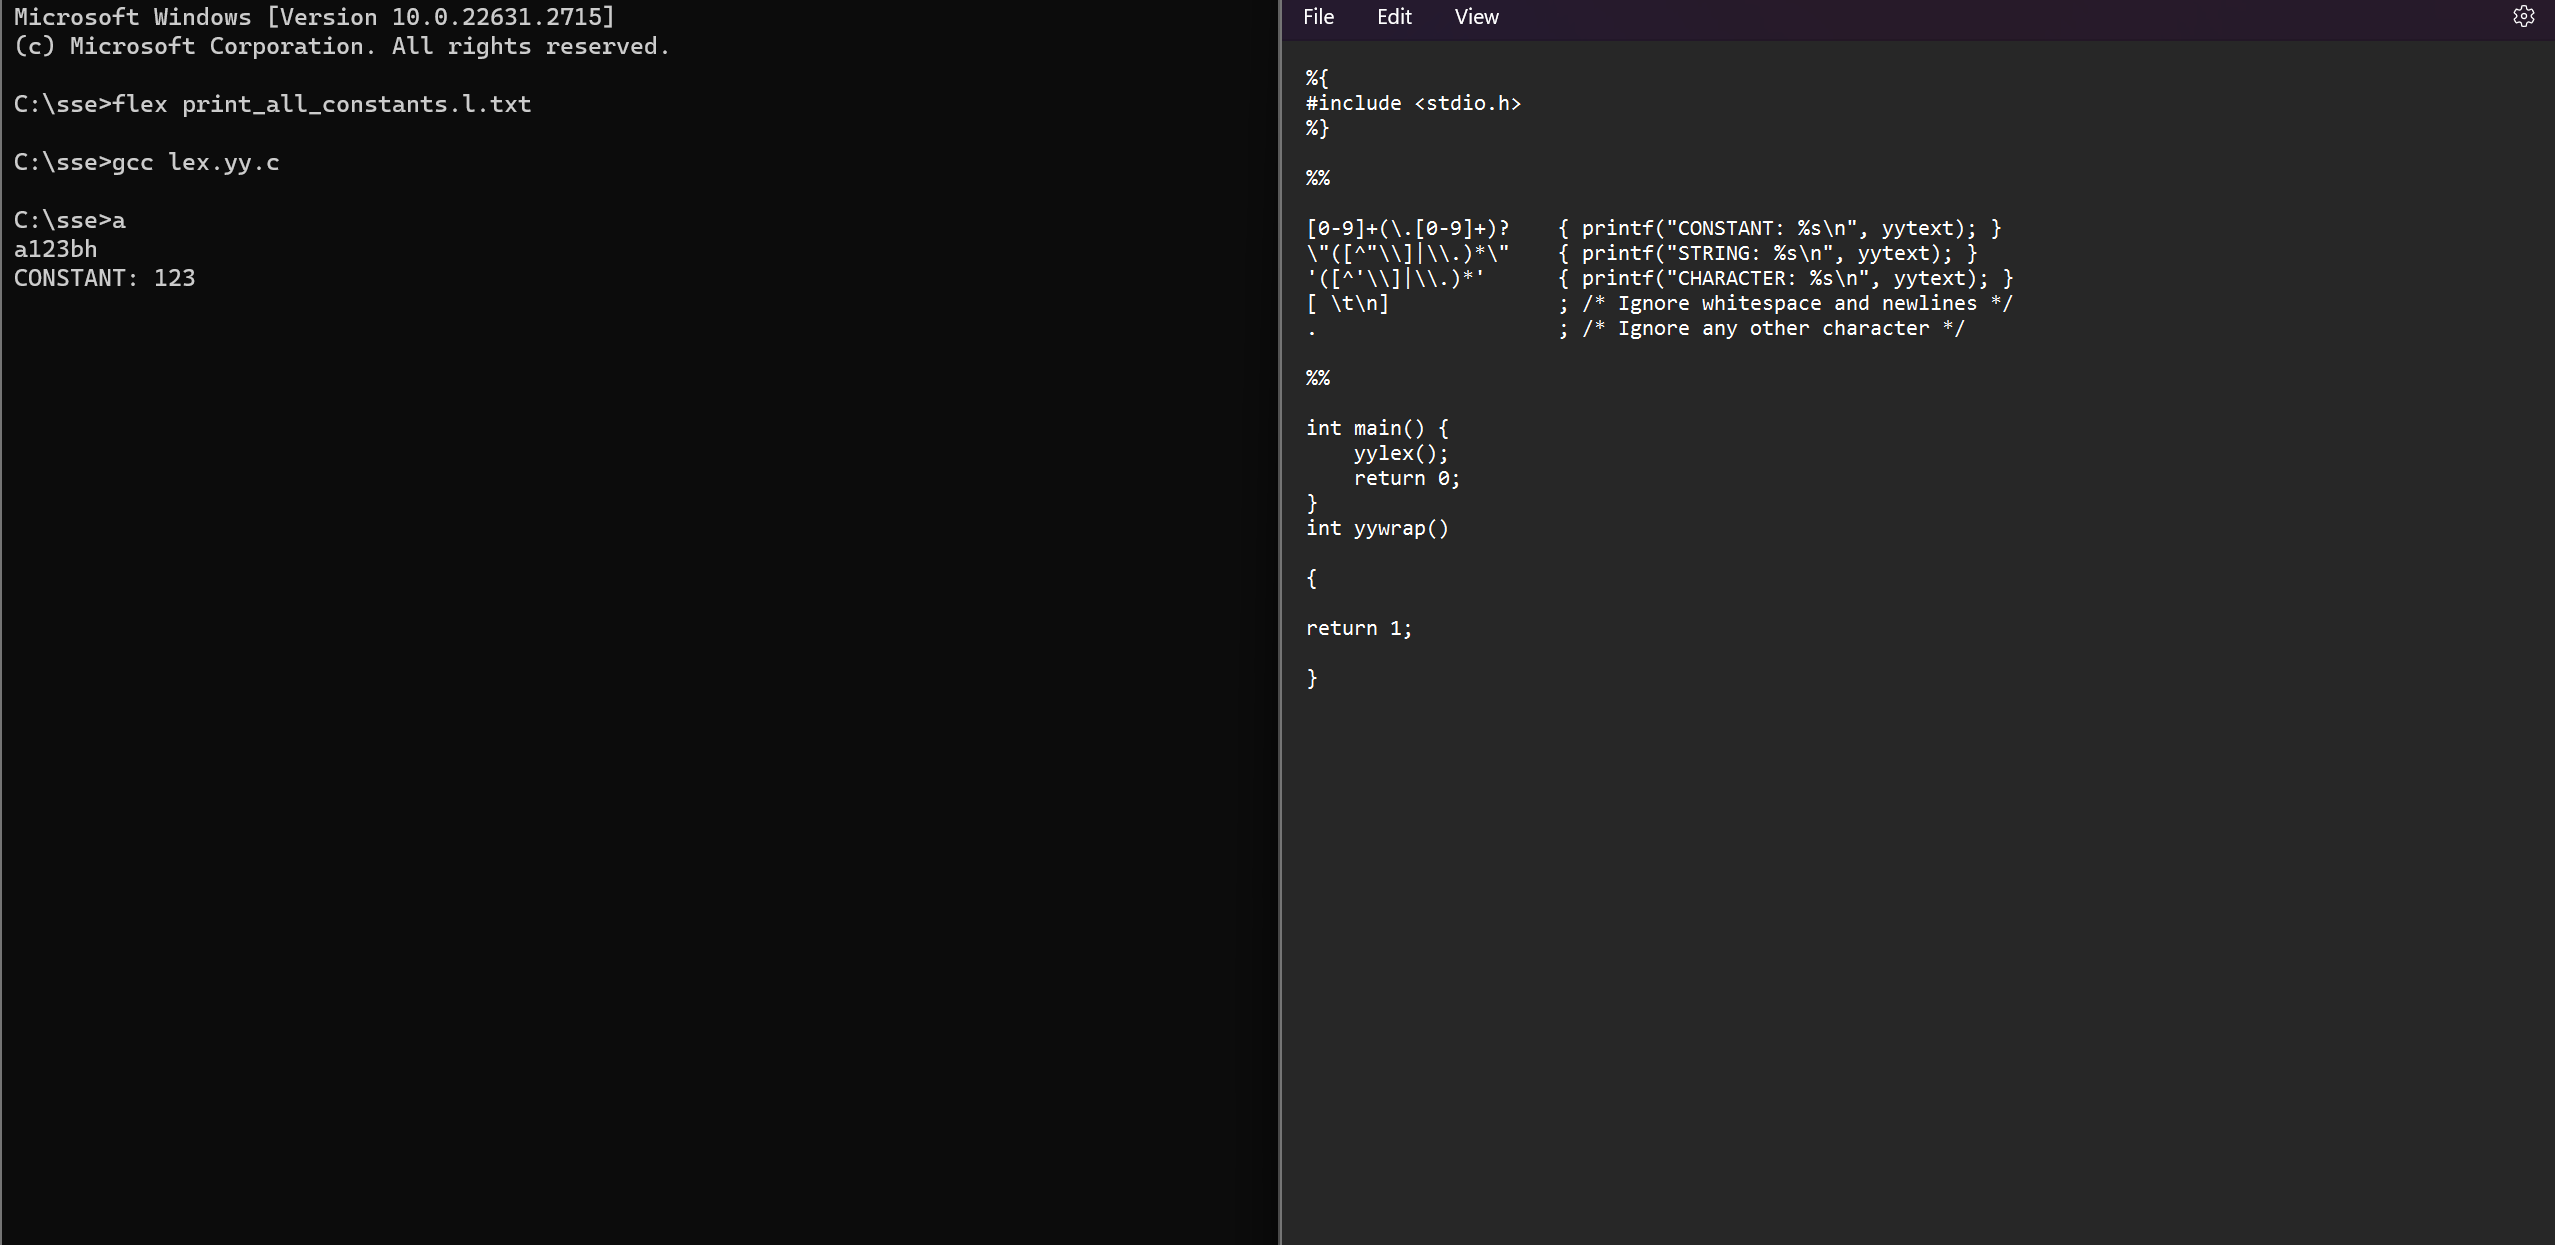 Microsoft Windows [Version 10.0.22631.2715]
(c) Microsoft Corporation. All rights reserved.
C:\sse>flex print_all_constants.l.txt
C:\sse>gcc lex.yy.c
C:\sse>a
a123bh
CONSTANT: 123
File Edit View
%{
#include <stdio.h>
%}
%%
[0-9]+(\.[0-9]+)?    { printf("CONSTANT: %s\n", yytext); }
\"([^"\\]|\\.)*\"    { printf("STRING: %s\n", yytext); }
'([^'\\]|\\.)*'      { printf("CHARACTER: %s\n", yytext); }
[ \t\n]              ; /* Ignore whitespace and newlines */
.                    ; /* Ignore any other character */
%%
int main() {
    yylex();
    return 0;
}
int yywrap()
{
return 1;
}